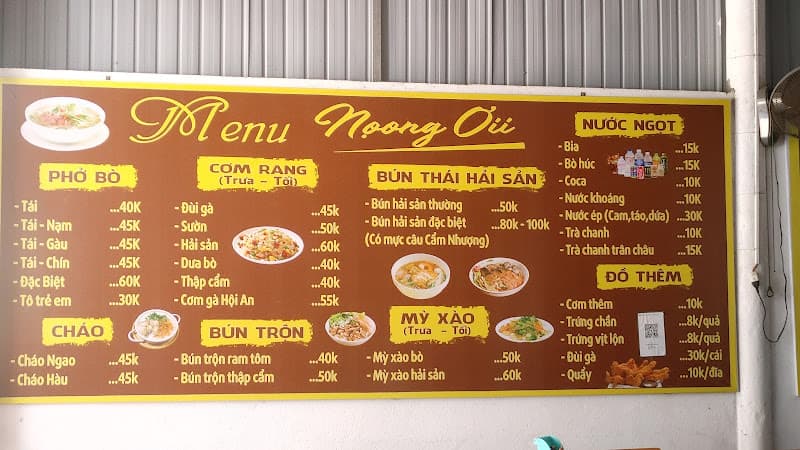 Menu Noong Ơii
PHỞ BÒ
- Tái ...40K
- Tái - Nạm ...45K
- Tái - Gàu ...45K
- Tái - Chín ...45K
- Đặc Biệt ...60K
- Tô trẻ em ...30K
CHÁO
- Cháo Ngao ...45k
- Cháo Hàu ...45k
CƠM RANG
(Trưa - Tối)
- Đùi gà ...45k
- Sườn ...50k
- Hải sản ...60k
- Dưa bò ...40k
- Thập cẩm ...40k
- Cơm gà Hội An ...55k
BÚN TRỘN
- Bún trộn ram tôm ...40k
- Bún trộn thập cẩm ...50k
BÚN THÁI HẢI SẢN
- Bún hải sản thường ...50k
- Bún hải sản đặc biệt ...80k - 100k
(Có mực câu Cẩm Nhượng)
MỲ XÀO
(Trưa - Tối)
- Mỳ xào bò ...50k
- Mỳ xào hải sản ...60k
NƯỚC NGỌT
- Bia ...15k
- Bò húc ...15K
- Coca ...10K
- Nước khoáng ...10K
- Nước ép (Cam,táo,dứa) ...30K
- Trà chanh ...10k
- Trà chanh trân châu ...15K
ĐỒ THÊM
- Cơm thêm ...10k
- Trứng chần ...8k/quả
- Trứng vịt lộn ...8k/quả
- Đùi gà ...30k/cái
- Quẩy ...10k/đĩa